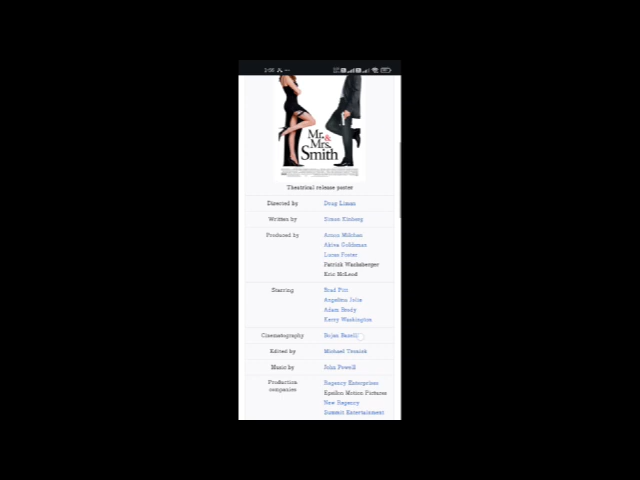 Mr. &
Mrs.
Smith
Theatrical release poster
Directed by Doug Liman
Written by Simon Kinberg
Produced by Arnon Milchan
Akiva Goldsman
Lucas Foster
Patrick Wachsberger
Eric McLeod
Starring Brad Pitt
Angelina Jolie
Adam Brody
Kerry Washington
Cinematography Bojan Bazelli
Edited by Michael Tronick
Music by John Powell
Production Regency Enterprises
companies Epsilon Motion Pictures
New Regency
Summit Entertainment